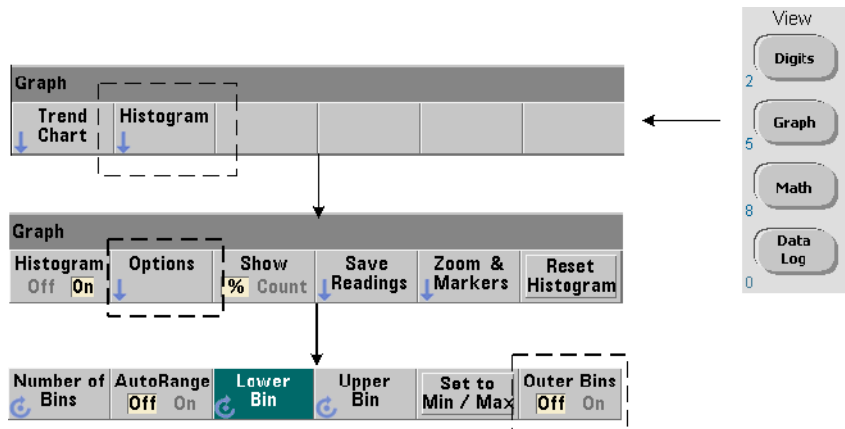 View
Digits
2
Graph
5
Math
8
Data
Log
0
Graph
Trend
Chart
Histogram
Graph
Histogram
Off On
Options
Show
% Count
Save
Readings
Zoom &
Markers
Reset
Histogram
Number of
Bins
AutoRange
Off On
Lower
Bin
Upper
Bin
Set to
Min / Max
Outer Bins
Off On